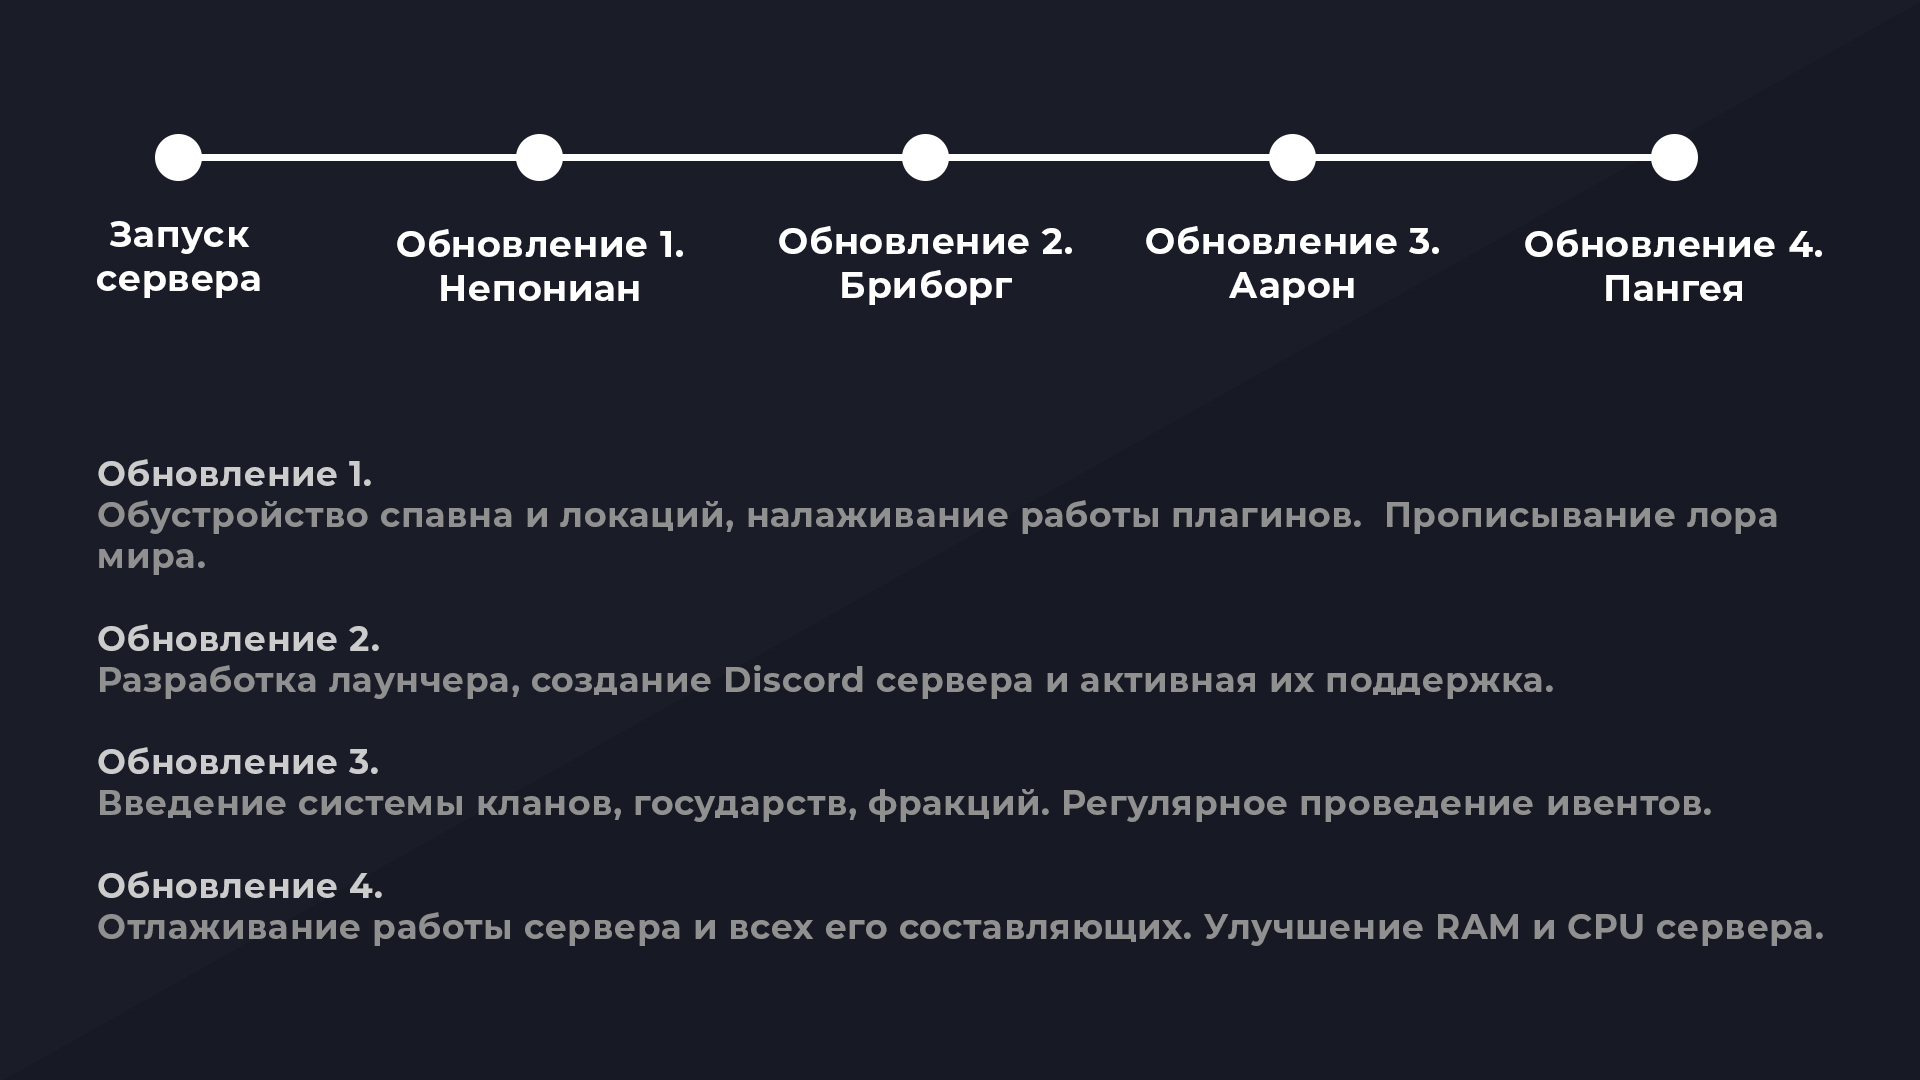 Запуск
сервера
Обновление 1.
Непониан
Обновление 2.
Бриборг
Обновление 3.
Аарон
Обновление 4.
Пангея
Обновление 1.
Обустройство спавна и локаций, налаживание работы плагинов.  Прописывание лора
мира.
Обновление 2.
Разработка лаунчера, создание Discord сервера и активная их поддержка.
Обновление 3.
Введение системы кланов, государств, фракций. Регулярное проведение ивентов.
Обновление 4.
Отлаживание работы сервера и всех его составляющих. Улучшение RAM и CPU сервера.